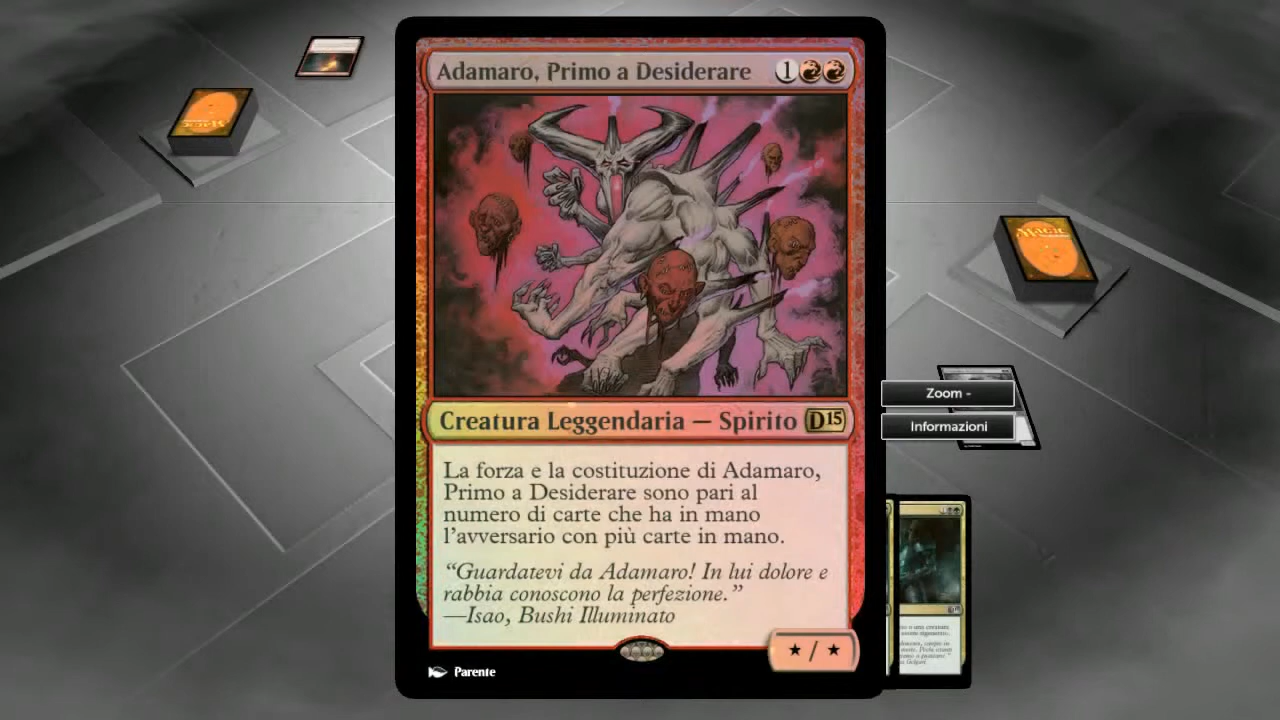 Adamaro, Primo a Desiderare 1
MAGIC
Creatura Leggendaria — Spirito D15
La forza e la costituzione di Adamaro,
Primo a Desiderare sono pari al
numero di carte che ha in mano
l'avversario con più carte in mano.
“Guardatevi da Adamaro! In lui dolore e
rabbia conoscono la perfezione.”
—Isao, Bushi Illuminato
★ / ★
Parente
Zoom -
Informazioni